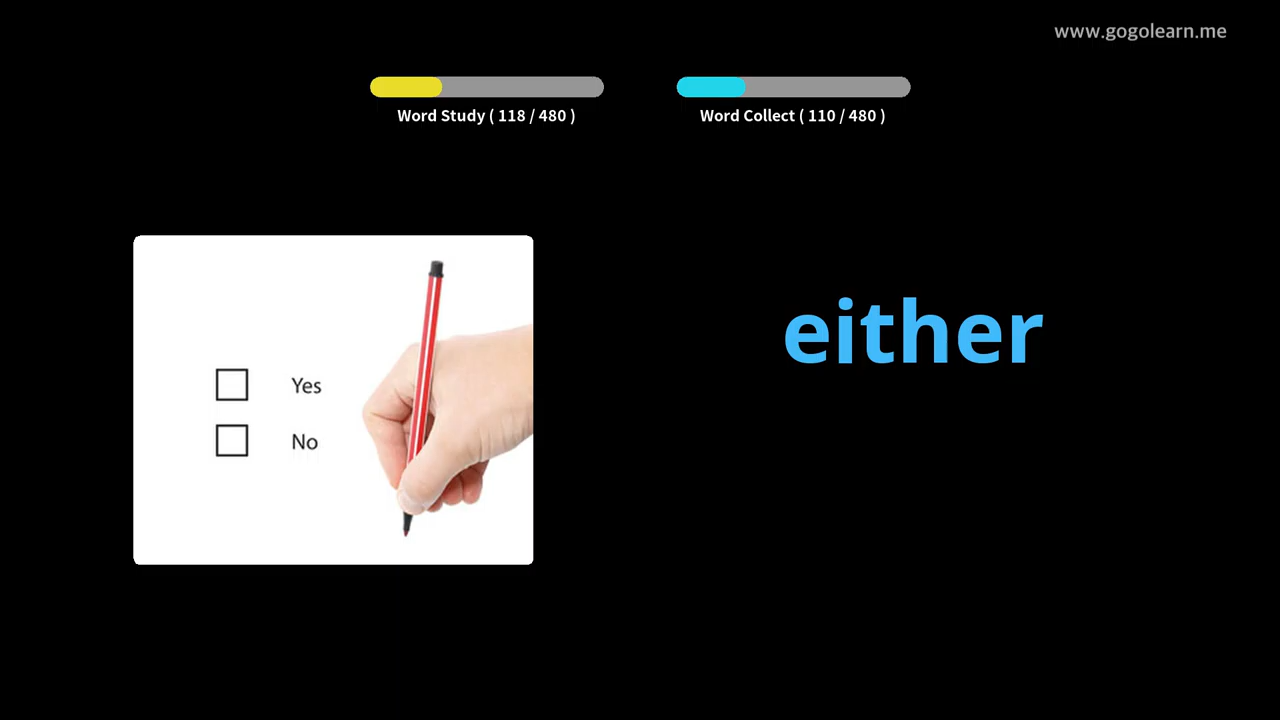 www.gogolearn.me
Word Study ( 118 / 480 )
Word Collect ( 110 / 480 )
either
Yes
No